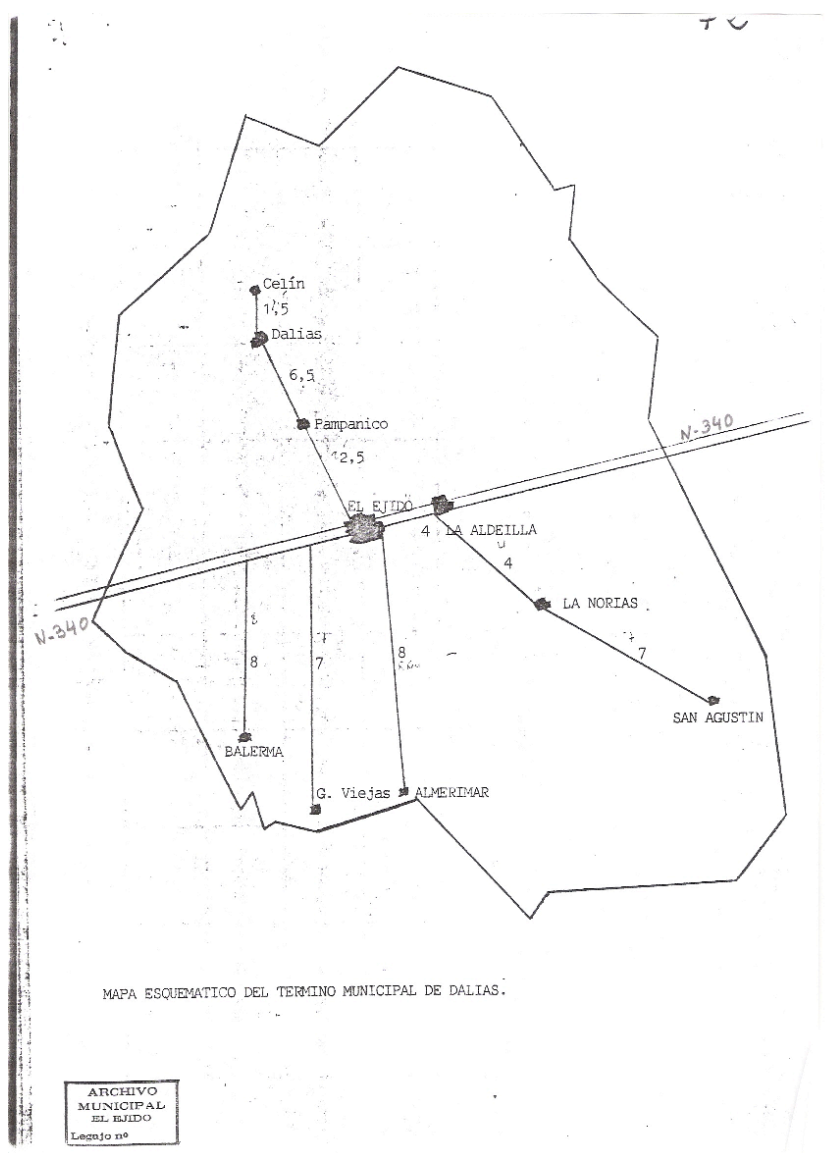 Celín
1,5
Dalias
6,5
Pampanico
2,5
N-340
EL EJIDO
4 LA ALDEILLA
4
LA NORIAS
N-340
8
7
8
7
SAN AGUSTIN
BALERMA
G. Viejas
ALMERIMAR
MAPA ESQUEMATICO DEL TERMINO MUNICIPAL DE DALIAS.
ARCHIVO
MUNICIPAL
EL EJIDO
Legajo nº